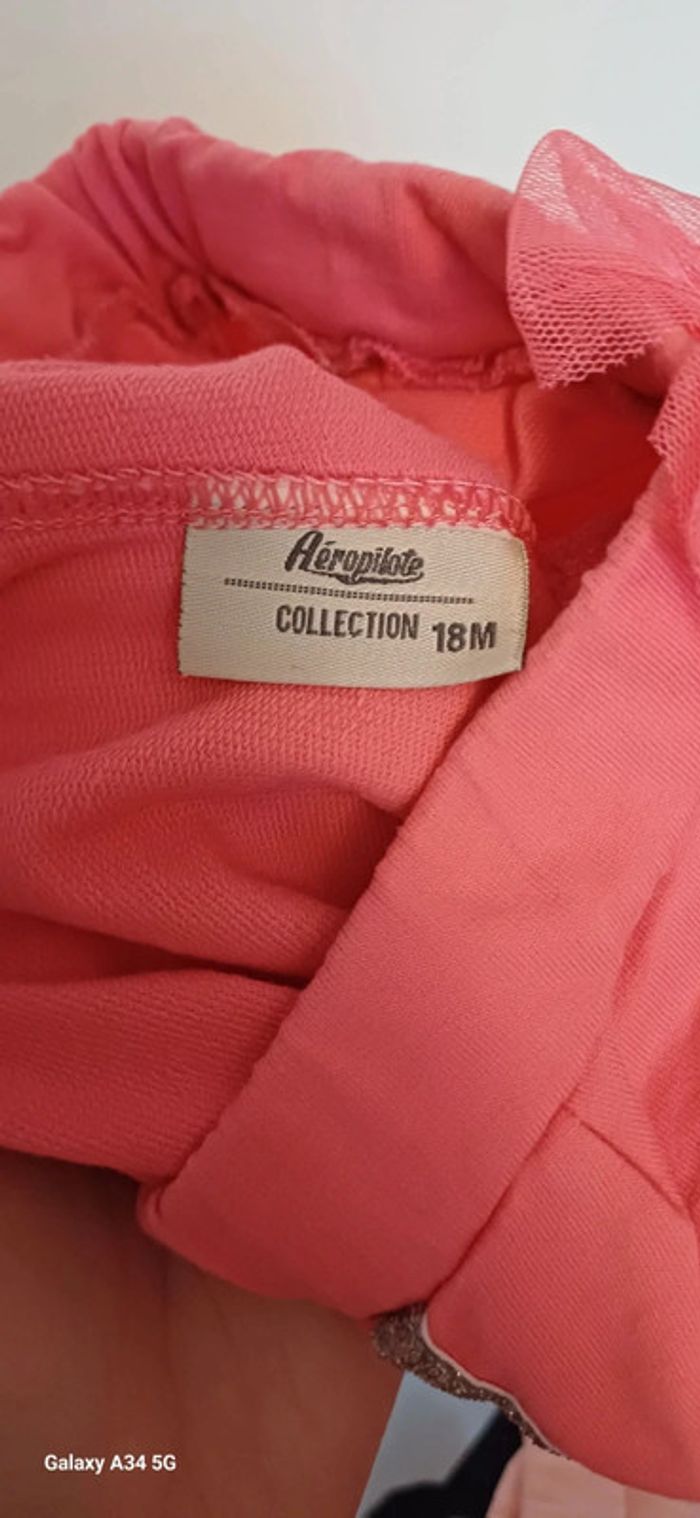 Aéropilote
COLLECTION 18M
Galaxy A34 5G